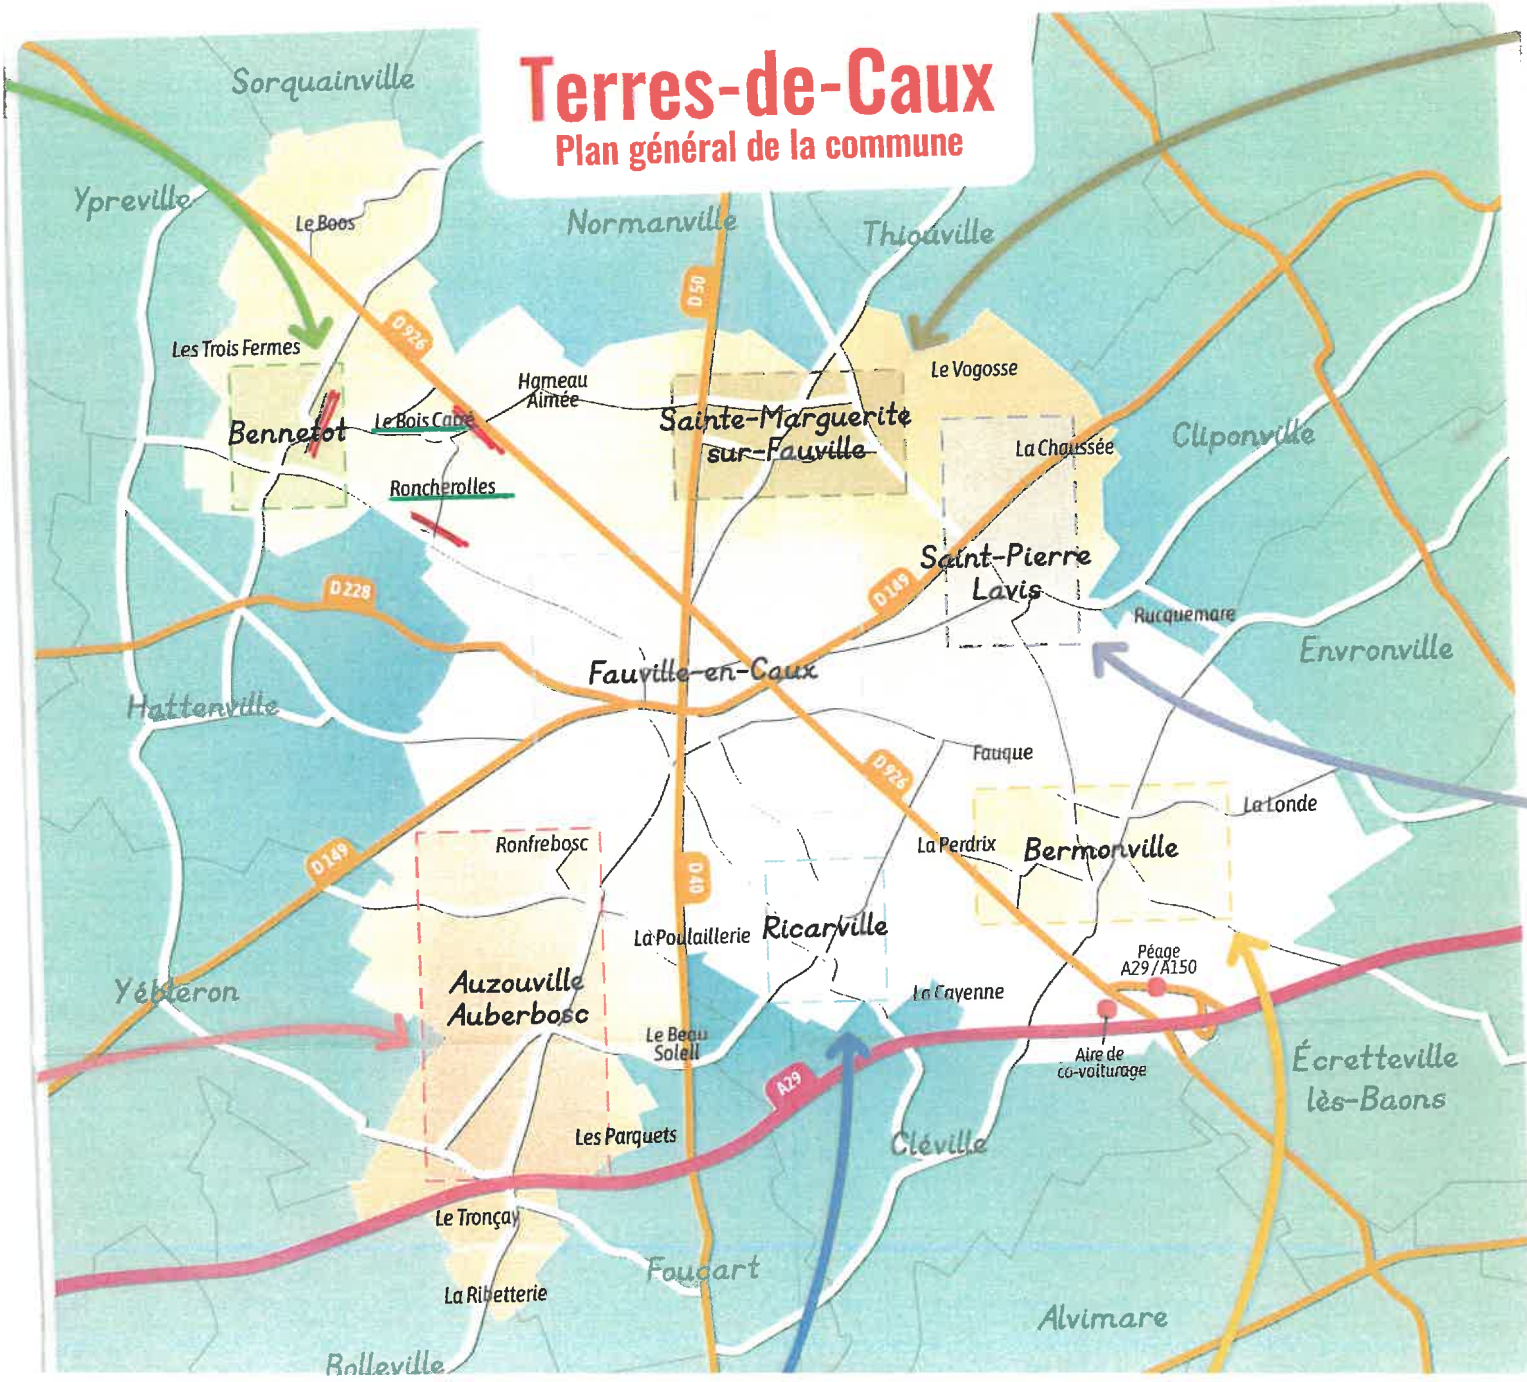 Terres-de-Caux
Plan général de la commune
Sorquainville
Ypreville
Le Boos
Normanville
Thiouville
D 50
D 926
Les Trois Fermes
Le Vogosse
Hameau
Aimée
Le Bois Cabré
Sainte-Marguerite
sur-Fauville
Bennetot
La Chaussée
Cliponville
Roncherolles
Saint-Pierre
Lavis
D 228
D 149
Rucquemare
Envronville
Fauville-en-Caux
Hattenville
Fauque
D 926
La Londe
D 149
Ronfrebosc
La Perdrix
Bermonville
D 40
Ricarville
La Poulaillerie
Péage
A29/A150
Yébleron
Auzouville
Auberbosc
La Cayenne
Le Beau
Soleil
Aire de
co-voiturage
Écretteville
lès-Baons
A29
Les Parquets
Cléville
Le Tronçay
Foucart
La Ribetterie
Alvimare
Bolleville